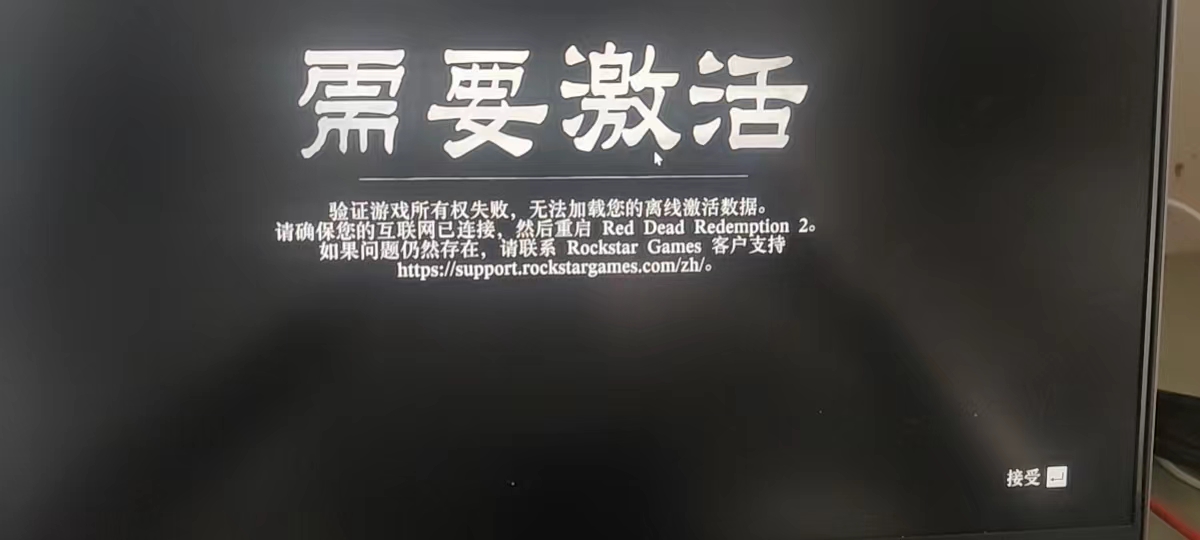 需要激活
验证游戏所有权失败，无法加载您的离线激活数据。
请确保您的互联网已连接，然后重启 Red Dead Redemption 2。
如果问题仍然存在，请联系 Rockstar Games 客户支持
https://support.rockstargames.com/zh/。
接受